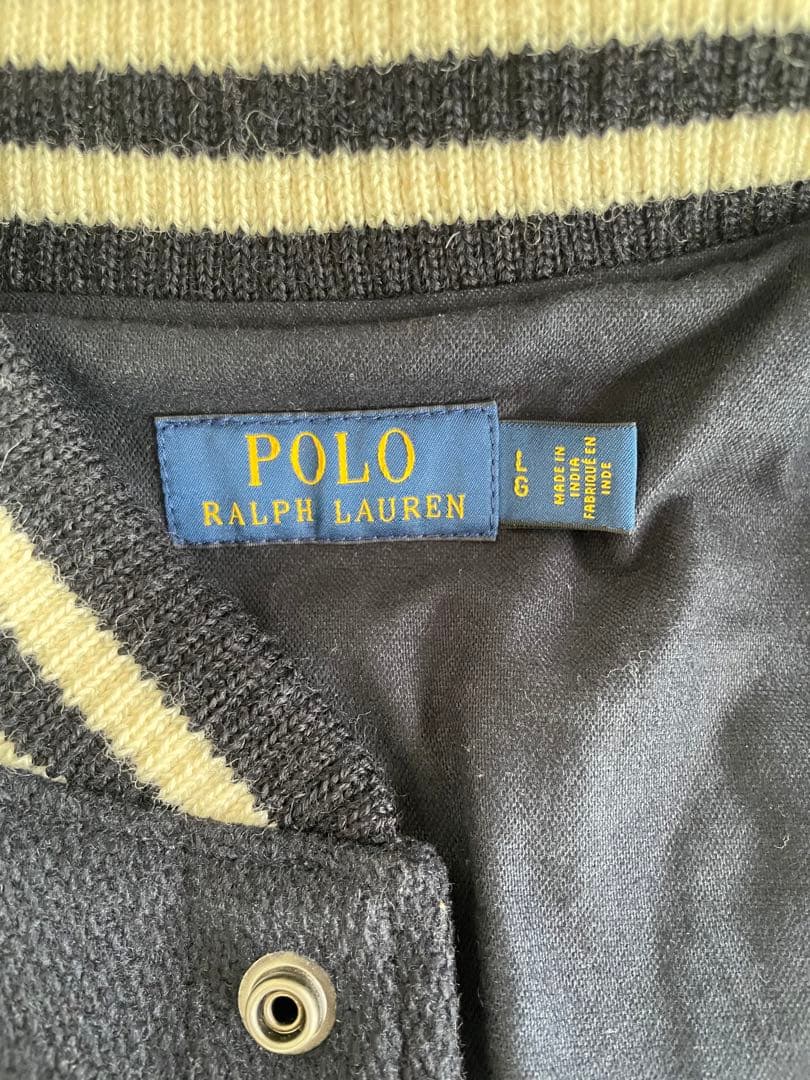 POLO
RALPH LAUREN
L
G
MADE IN
INDIA
FABRIQUÉ EN
INDE